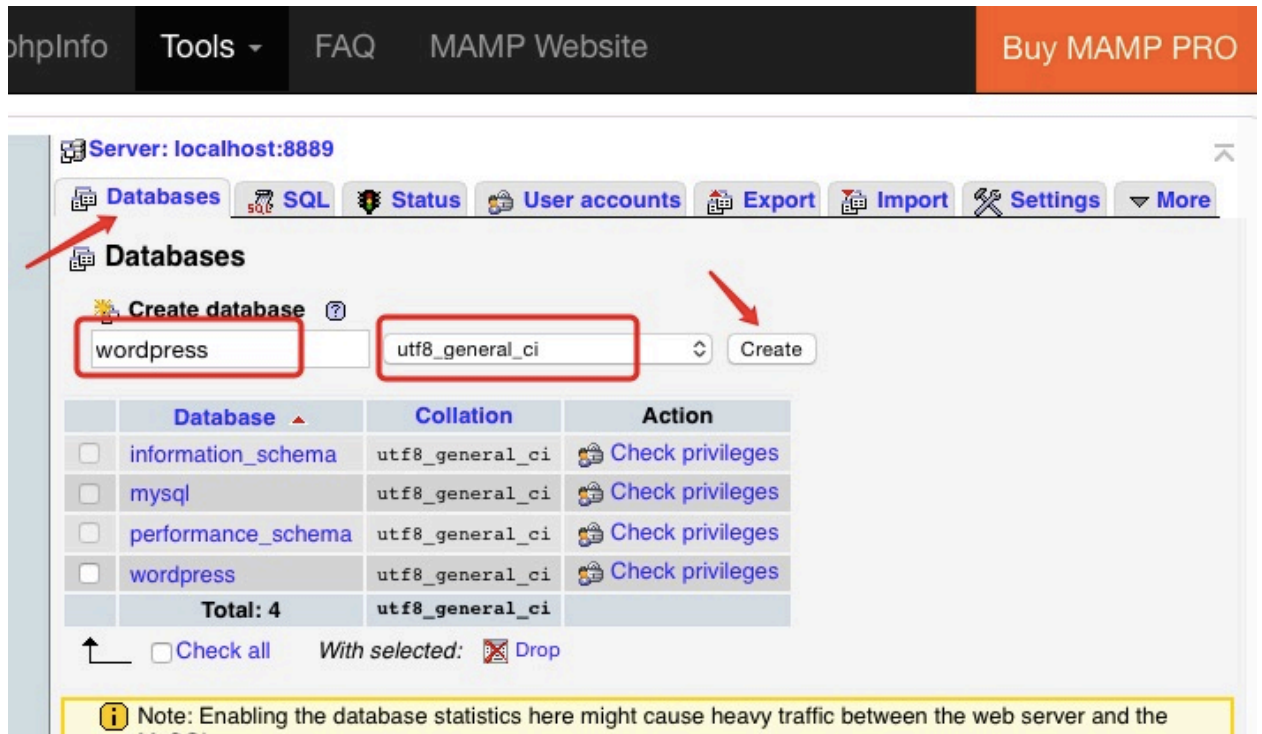 phpInfo Tools FAQ MAMP Website Buy MAMP PRO
Server: localhost:8889
Databases SQL Status User accounts Export Import Settings More
Databases
Create database
wordpress utf8_general_ci Create
Database Collation Action
information_schema utf8_general_ci Check privileges
mysql utf8_general_ci Check privileges
performance_schema utf8_general_ci Check privileges
wordpress utf8_general_ci Check privileges
Total: 4 utf8_general_ci
Check all With selected: Drop
Note: Enabling the database statistics here might cause heavy traffic between the web server and the